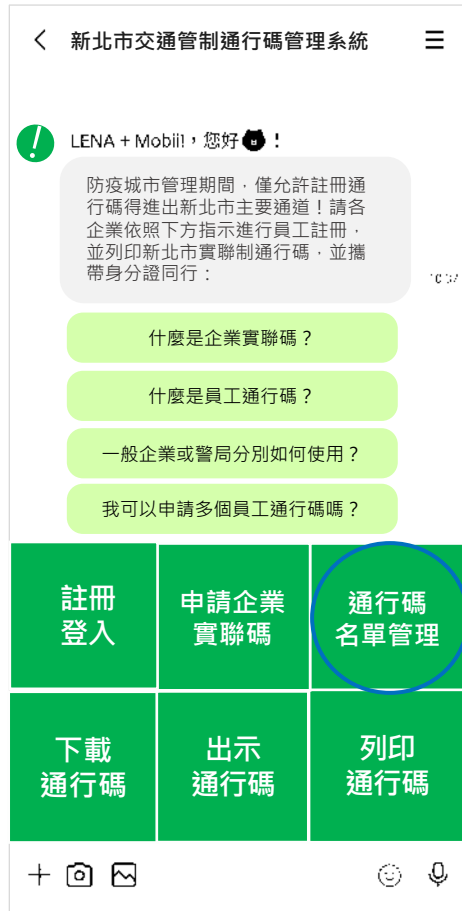 新北市交通管制通行碼管理系統
LENA + Mobiil，您好！
防疫城市管理期間，僅允許註冊通
行碼得進出新北市主要通道！請各
企業依照下方指示進行員工註冊，
並列印新北市實聯制通行碼，並攜
帶身分證同行：
什麼是企業實聯碼？
什麼是員工通行碼？
一般企業或警局分別如何使用？
我可以申請多個員工通行碼嗎？
註冊
登入
申請企業
實聯碼
通行碼
名單管理
下載
通行碼
出示
通行碼
列印
通行碼